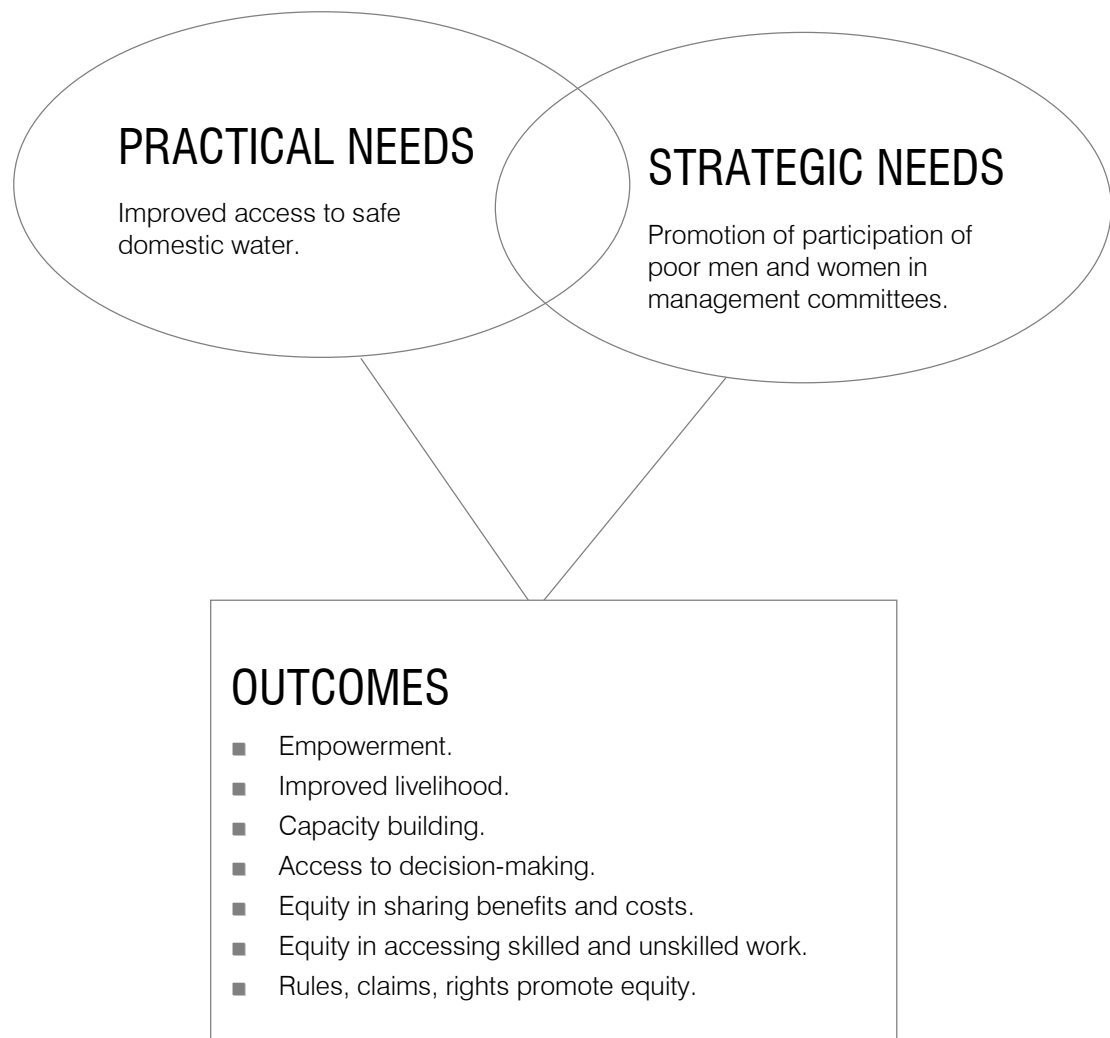 PRACTICAL NEEDS
Improved access to safe
domestic water.
STRATEGIC NEEDS
Promotion of participation of
poor men and women in
management committees.
OUTCOMES
Empowerment.
Improved livelihood.
Capacity building.
Access to decision-making.
Equity in sharing benefits and costs.
Equity in accessing skilled and unskilled work.
Rules, claims, rights promote equity.